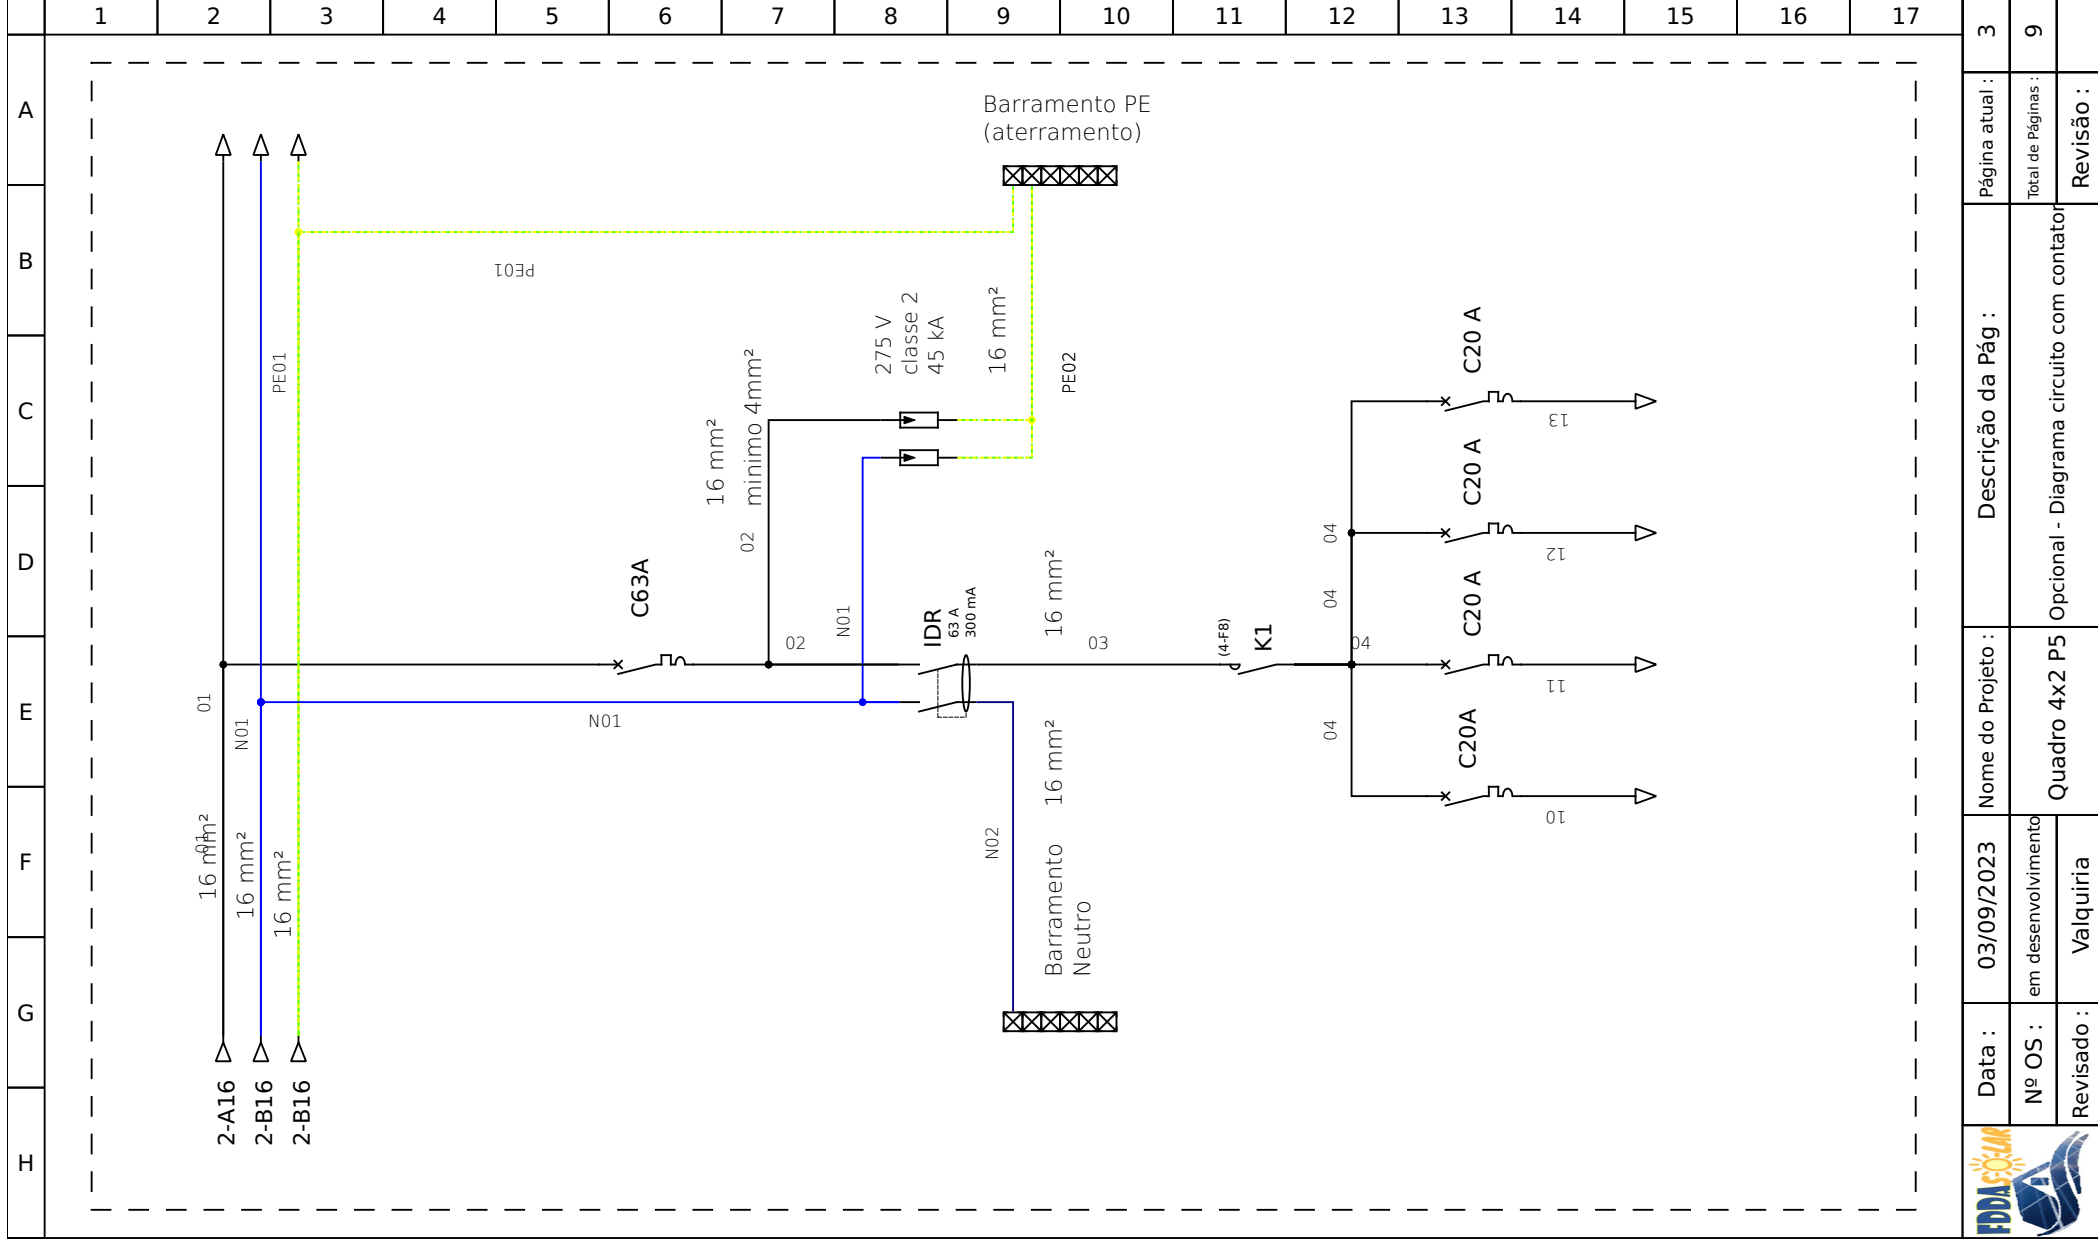 1 2 3 4 5 6 7 8 9 10 11 12 13 14 15 16 17
A
B
C
D
E
F
G
H
Barramento PE
(aterramento)
PE01
PE01
275 V
classe 2
45 kA
16 mm²
PE02
16 mm²
minimo 4mm²
02
C63A
02
N01
IDR
63 A
300 mA
16 mm²
03
(4-F8)
K1
04
04
04
04
C20 A
13
C20 A
12
C20 A
11
C20A
10
01
N01
N01
01
16 mm²
16 mm²
16 mm²
16 mm²
N02
Barramento
Neutro
2-A16
2-B16
2-B16
Data :
03/09/2023
Nome do Projeto :
Descrição da Pág :
Página atual :
3
Nº OS :
em desenvolvimento
Quadro 4x2 P5
Opcional - Diagrama circuito com contator
Total de Páginas :
9
Revisado :
Valquiria
Revisão :
FDDA SOLAR